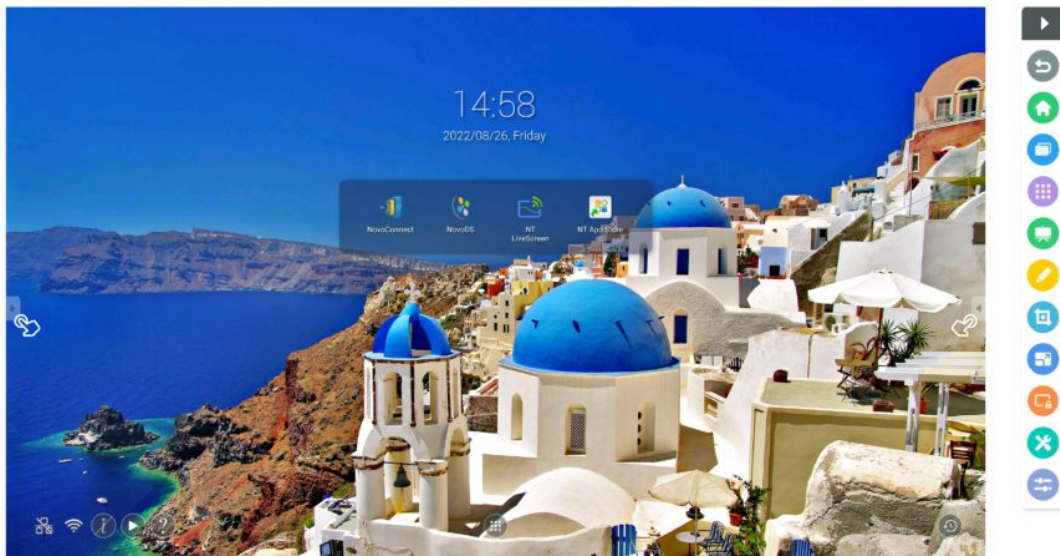 14:58
2022/08/26, Friday
NovoConnect
NovoDS
NT
LiveScreen
NT App Store